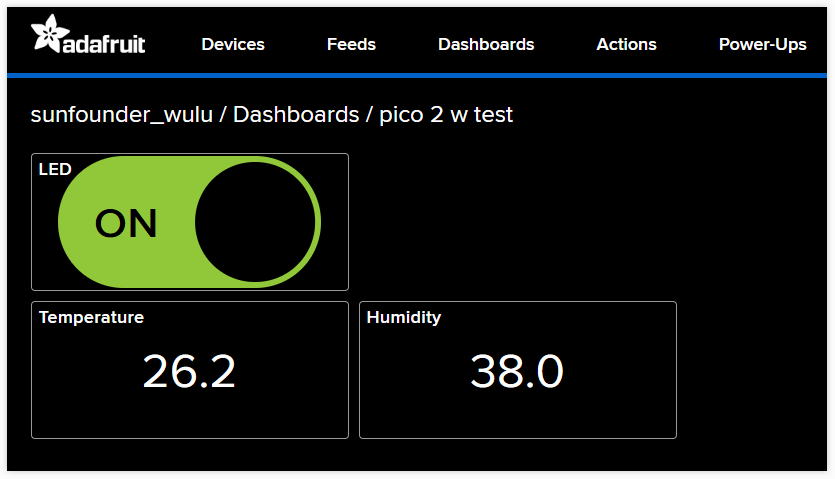 adafruit Devices Feeds Dashboards Actions Power-Ups
sunfounder_wulu / Dashboards / pico 2 w test
LED
ON
Temperature
26.2
Humidity
38.0